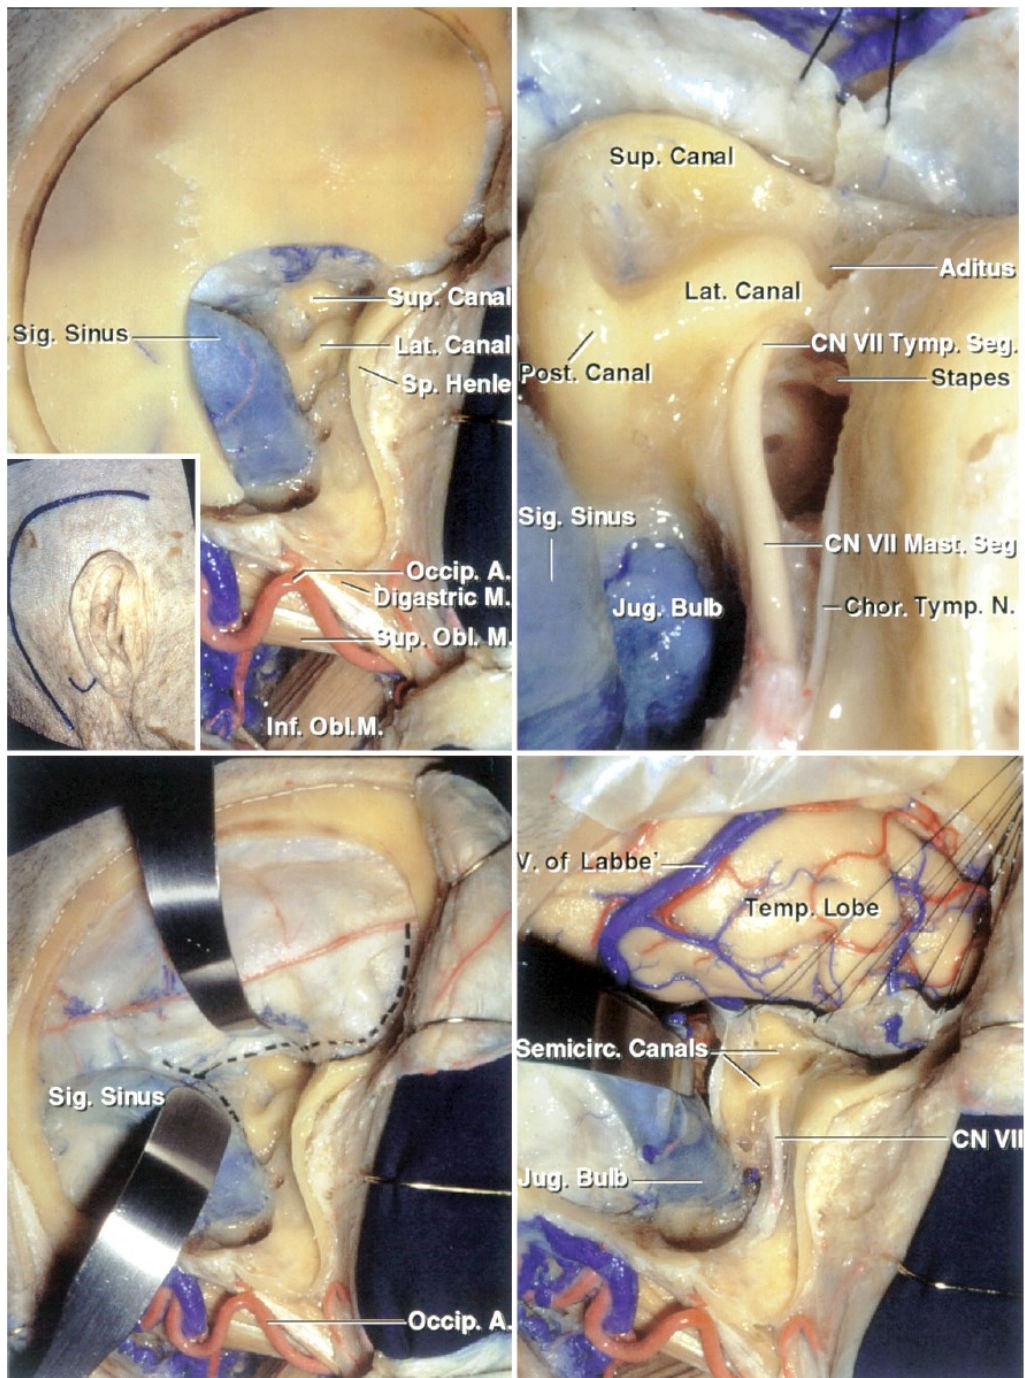 Sup. Canal
Sig. Sinus
Lat. Canal
Sp. Henle
Occip. A.
Digastric M.
Sup. Obl. M.
Inf. Obl.M.
Sup. Canal
Aditus
Lat. Canal
CN VII Tymp. Seg.
Post. Canal
Stapes
Sig. Sinus
CN VII Mast. Seg
Jug. Bulb
Chor. Tymp. N.
Sig. Sinus
Occip. A.
V. of Labbe'
Temp. Lobe
Semicirc. Canals
CN VII
Jug. Bulb